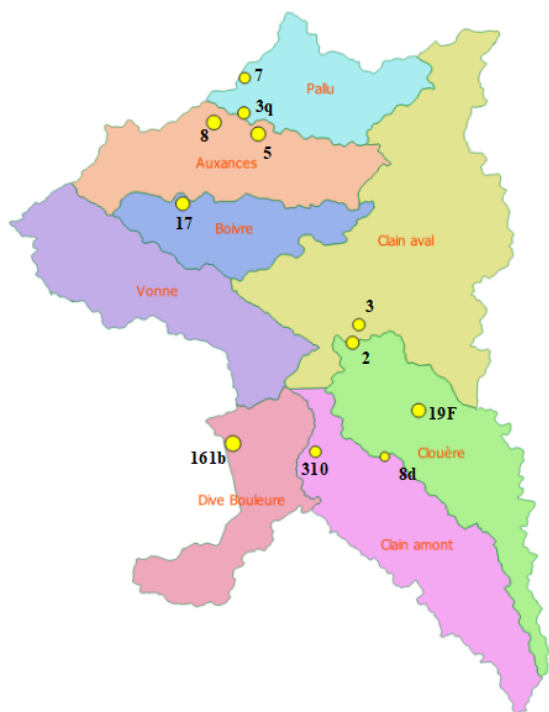 7
Pallu
3q
8
5
Auxances
17
Boivre
Clain aval
Vonne
3
2
19F
161b
310
8d
Clouère
Dive Bouleure
Clain amont